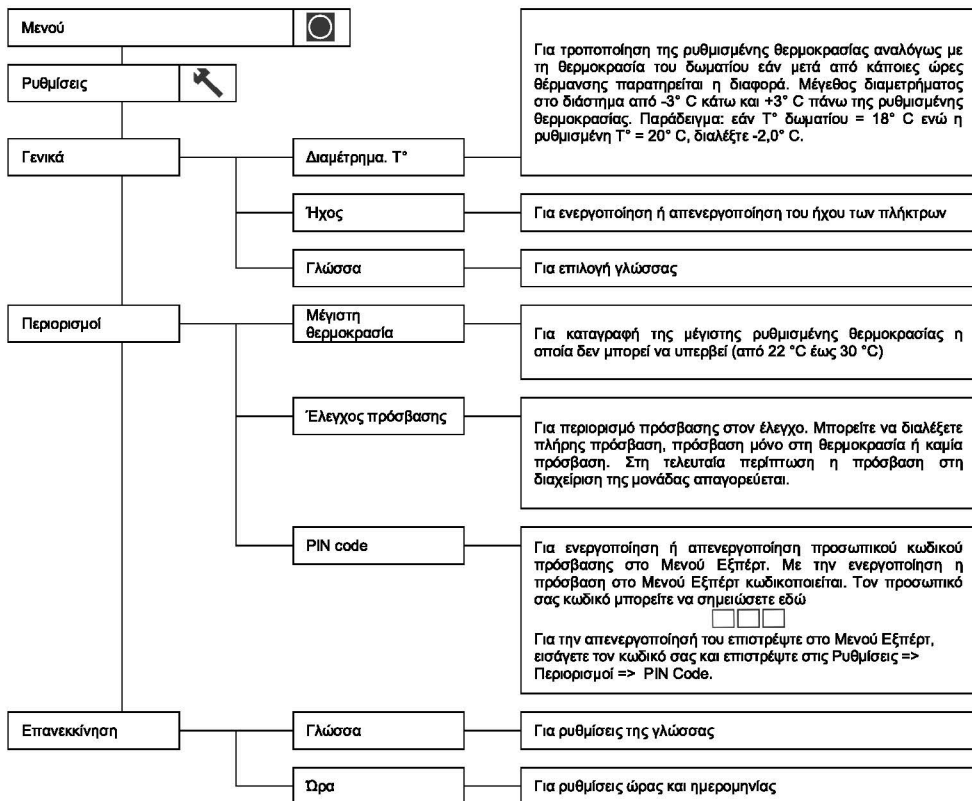 Μενού
Ρυθμίσεις
Γενικά
Διαμέτρημα. T°
Για τροποποίηση της ρυθμισμένης θερμοκρασίας αναλόγως με
τη θερμοκρασία του δωματίου εάν μετά από κάποιες ώρες
θέρμανσης παρατηρείται η διαφορά. Μέγεθος διαμετρήματος
στο διάστημα από -3° C κάτω και +3° C πάνω της ρυθμισμένης
θερμοκρασίας. Παράδειγμα: εάν T° δωματίου = 18° C ενώ η
ρυθμισμένη T° = 20° C, διαλέξτε -2,0° C.
Ήχος
Για ενεργοποίηση ή απενεργοποίηση του ήχου των πλήκτρων
Γλώσσα
Για επιλογή γλώσσας
Περιορισμοί
Μέγιστη
θερμοκρασία
Για καταγραφή της μέγιστης ρυθμισμένης θερμοκρασίας η
οποία δεν μπορεί να υπερβεί (από 22 °C έως 30 °C)
Έλεγχος πρόσβασης
Για περιορισμό πρόσβασης στον έλεγχο. Μπορείτε να διαλέξετε
πλήρης πρόσβαση, πρόσβαση μόνο στη θερμοκρασία ή καμία
πρόσβαση. Στη τελευταία περίπτωση η πρόσβαση στη
διαχείριση της μονάδας απαγορεύεται.
PIN code
Για ενεργοποίηση ή απενεργοποίηση προσωπικού κωδικού
πρόσβασης στο Μενού Εξπέρτ. Με την ενεργοποίηση η
πρόσβαση στο Μενού Εξπέρτ κωδικοποιείται. Τον προσωπικό
σας κωδικό μπορείτε να σημειώσετε εδώ
Για την απενεργοποίησή του επιστρέψτε στο Μενού Εξπέρτ,
εισάγετε τον κωδικό σας και επιστρέψτε στις Ρυθμίσεις =>
Περιορισμοί => PIN Code.
Επανεκκίνηση
Γλώσσα
Για ρυθμίσεις της γλώσσας
Ώρα
Για ρυθμίσεις ώρας και ημερομηνίας